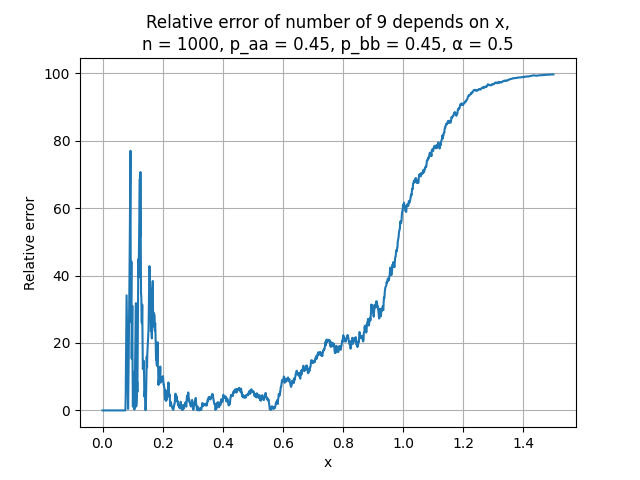 Relative error of number of 9 depends on x,
n = 1000, p_aa = 0.45, p_bb = 0.45, α = 0.5
100
80
60
40
20
0
Relative error
0.0 0.2 0.4 0.6 0.8 1.0 1.2 1.4
x